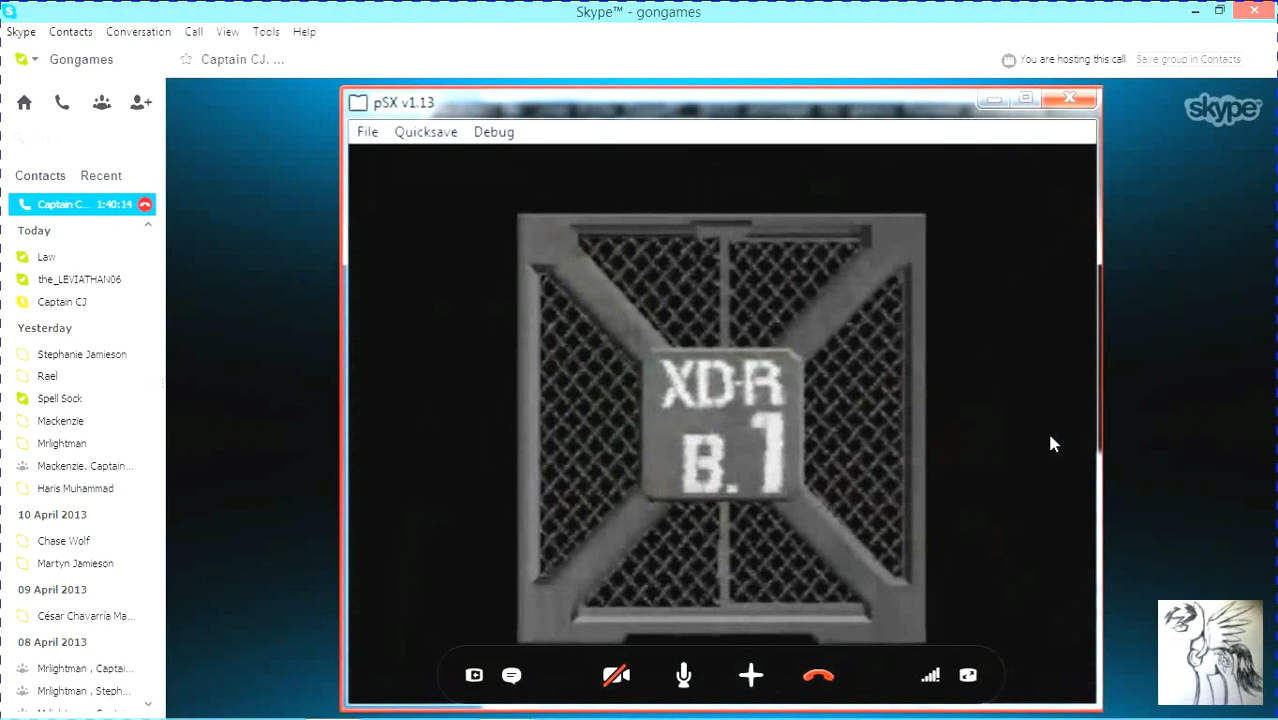 Skype™ - gongames
Skype Contacts Conversation Call View Tools Help
Gongames
Captain CJ, ...
You are hosting this call
Save group in Contacts
skype
Contacts Recent
Captain C... 1:40:14
Today
Law
the_LEVIATHAN06
Captain CJ
Yesterday
Stephanie Jamieson
Rael
Spell Sock
Mackenzie
Mrlightman
Mackenzie, Captain...
Haris Muhammad
10 April 2013
Chase Wolf
Martyn Jamieson
09 April 2013
César Chavarría Ma...
08 April 2013
Mrlightman , Captai...
Mrlightman , Steph...
pSX v1.13
File Quicksave Debug
XD-R
B.1